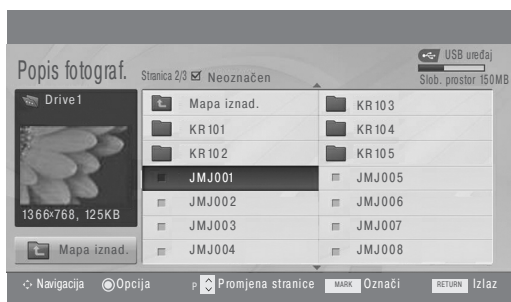 Popis fotograf.
Stranica 2/3 Neoznačen
USB uređaj
Slob. prostor 150MB
Drive1
1366x768, 125KB
Mapa iznad.
Mapa iznad.
KR101
KR102
JMJ001
JMJ002
JMJ003
JMJ004
KR103
KR104
KR105
JMJ005
JMJ006
JMJ007
JMJ008
Navigacija Opcija P Promjena stranice MARK Označi RETURN Izlaz